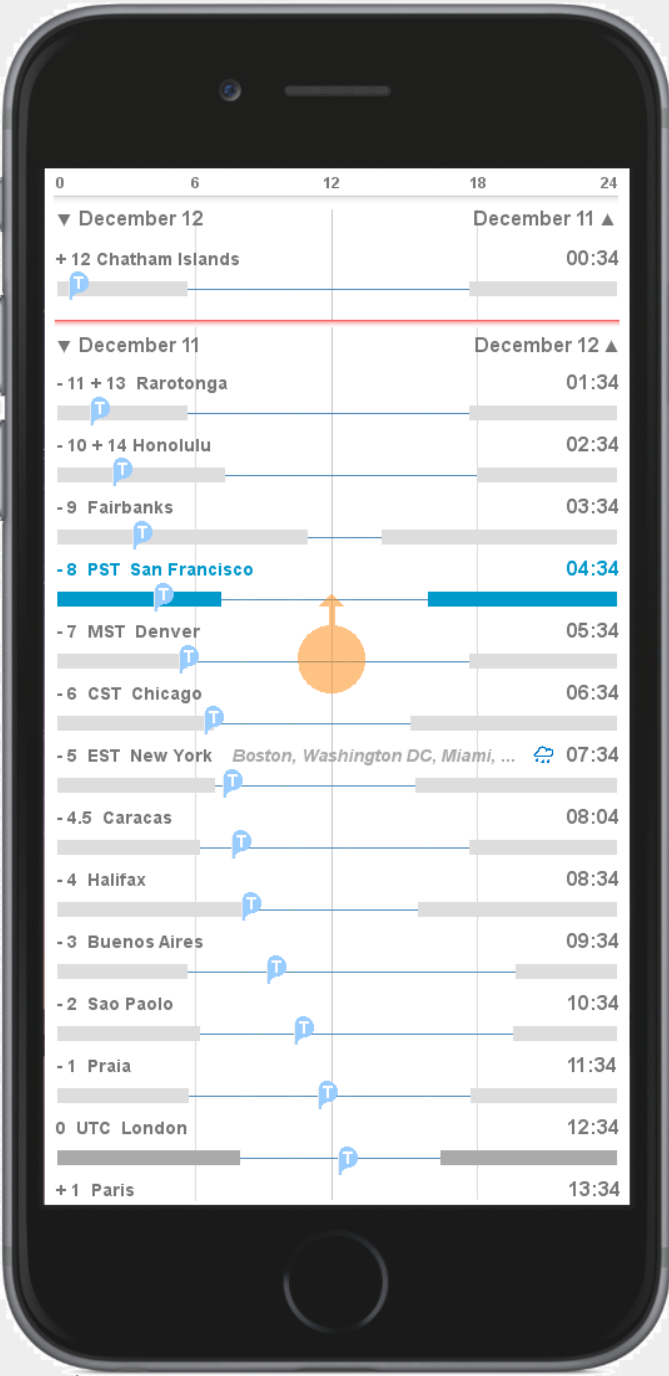 0 6 12 18 24
▼ December 12 December 11 ▲
+ 12 Chatham Islands 00:34
T
▼ December 11 December 12 ▲
- 11 + 13 Rarotonga 01:34
T
- 10 + 14 Honolulu 02:34
T
- 9 Fairbanks 03:34
T
- 8 PST San Francisco 04:34
T
- 7 MST Denver 05:34
T
- 6 CST Chicago 06:34
T
- 5 EST New York Boston, Washington DC, Miami, ... 07:34
T
- 4.5 Caracas 08:04
T
- 4 Halifax 08:34
T
- 3 Buenos Aires 09:34
T
- 2 Sao Paolo 10:34
T
- 1 Praia 11:34
T
0 UTC London 12:34
T
+ 1 Paris 13:34